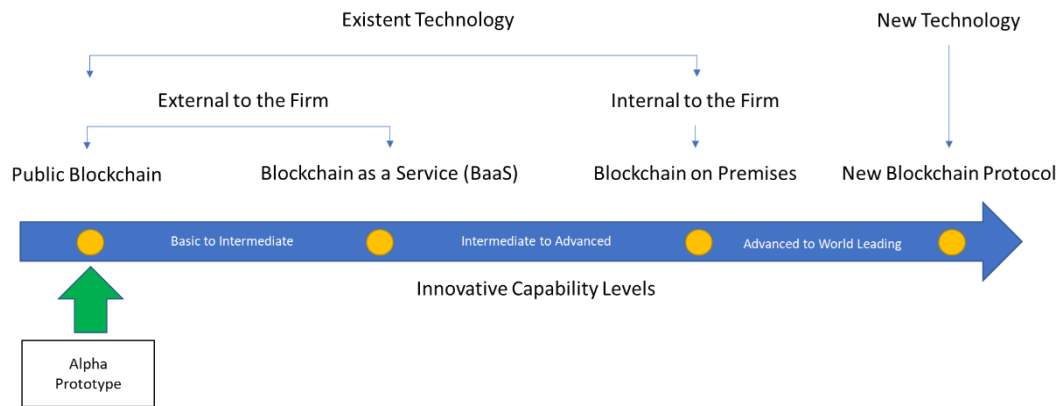 Existent Technology
New Technology
External to the Firm
Internal to the Firm
Public Blockchain
Blockchain as a Service (BaaS)
Blockchain on Premises
New Blockchain Protocol
Basic to Intermediate
Intermediate to Advanced
Advanced to World Leading
Innovative Capability Levels
Alpha
Prototype